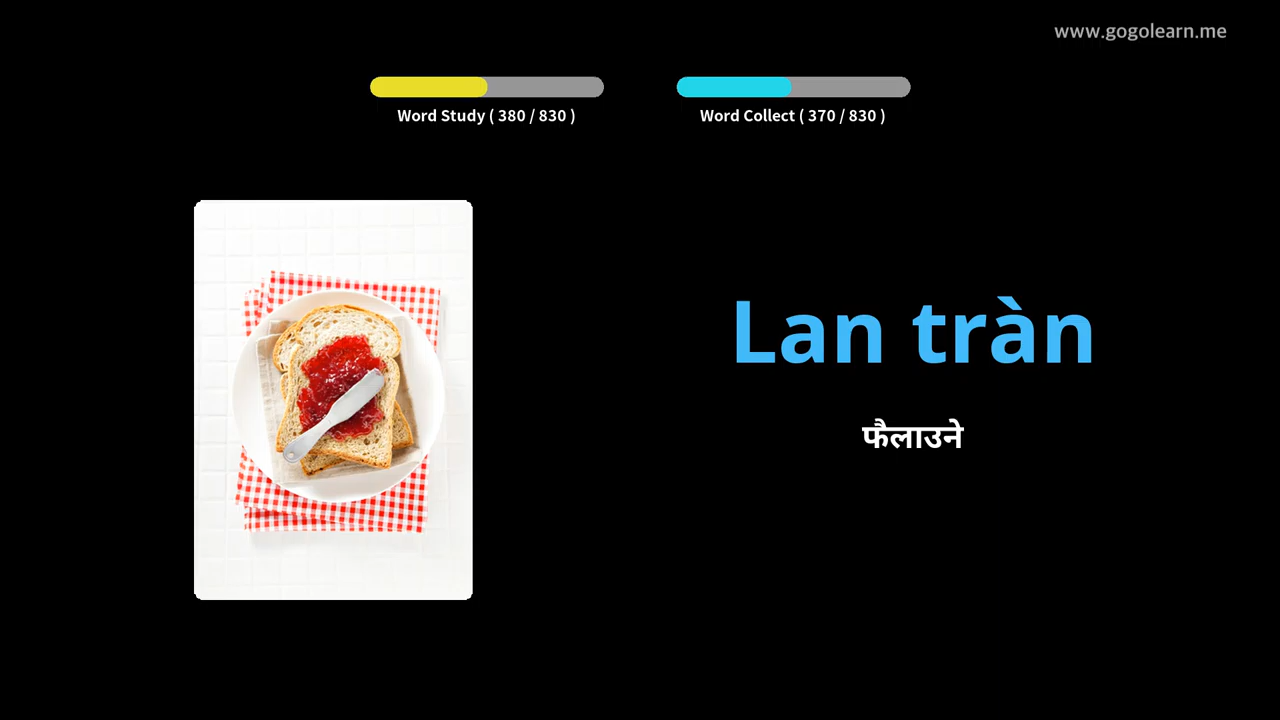 www.gogolearn.me
Word Study ( 380 / 830 )
Word Collect ( 370 / 830 )
Lan tràn
फैलाउने